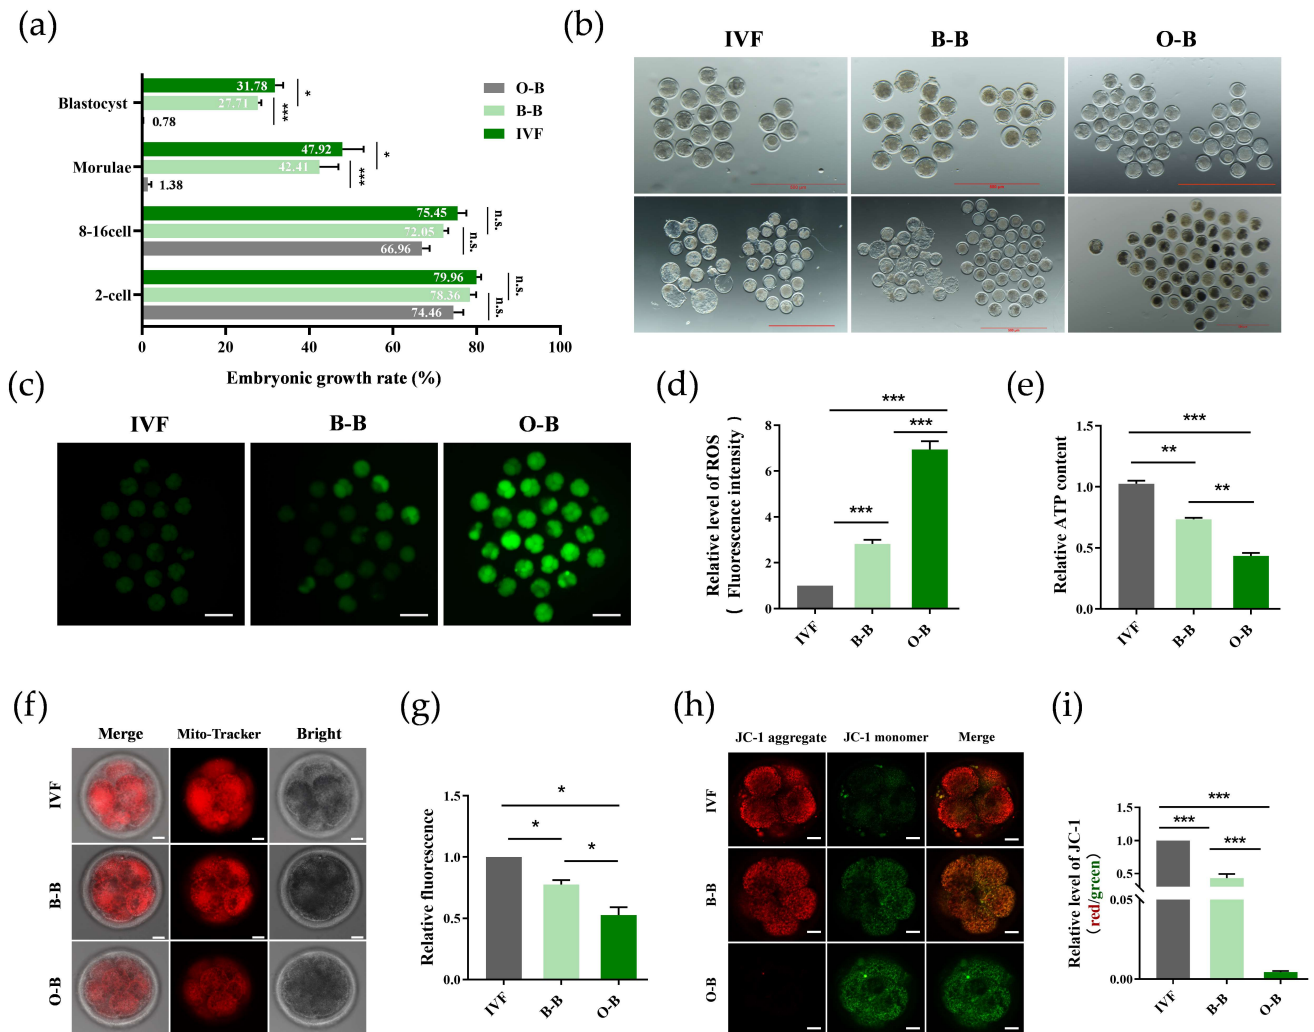 (a)
31.78
27.71
0.78
Blastocyst
*
***
47.92
42.41
1.38
Morulae
*
***
75.45
72.05
66.96
8-16cell
n.s.
n.s.
79.96
78.36
74.46
2-cell
n.s.
n.s.
O-B
B-B
IVF
0 20 40 60 80 100
Embryonic growth rate (%)
(b)
IVF B-B O-B
(c)
IVF B-B O-B
(d)
Relative level of ROS
( Fluorescence intensity )
8
6
4
2
0
***
***
***
IVF B-B O-B
(e)
Relative ATP content
1.5
1.0
0.5
0.0
***
**
**
IVF B-B O-B
(f)
Merge Mito-Tracker Bright
IVF
B-B
O-B
(g)
Relative fluorescence
1.5
1.0
0.5
0.0
*
*
*
IVF B-B O-B
(h)
JC-1 aggregate JC-1 monomer Merge
IVF
B-B
O-B
(i)
Relative level of JC-1
(red/green)
1.5
1.0
0.5
0.05
0.00
***
***
***
IVF B-B O-B